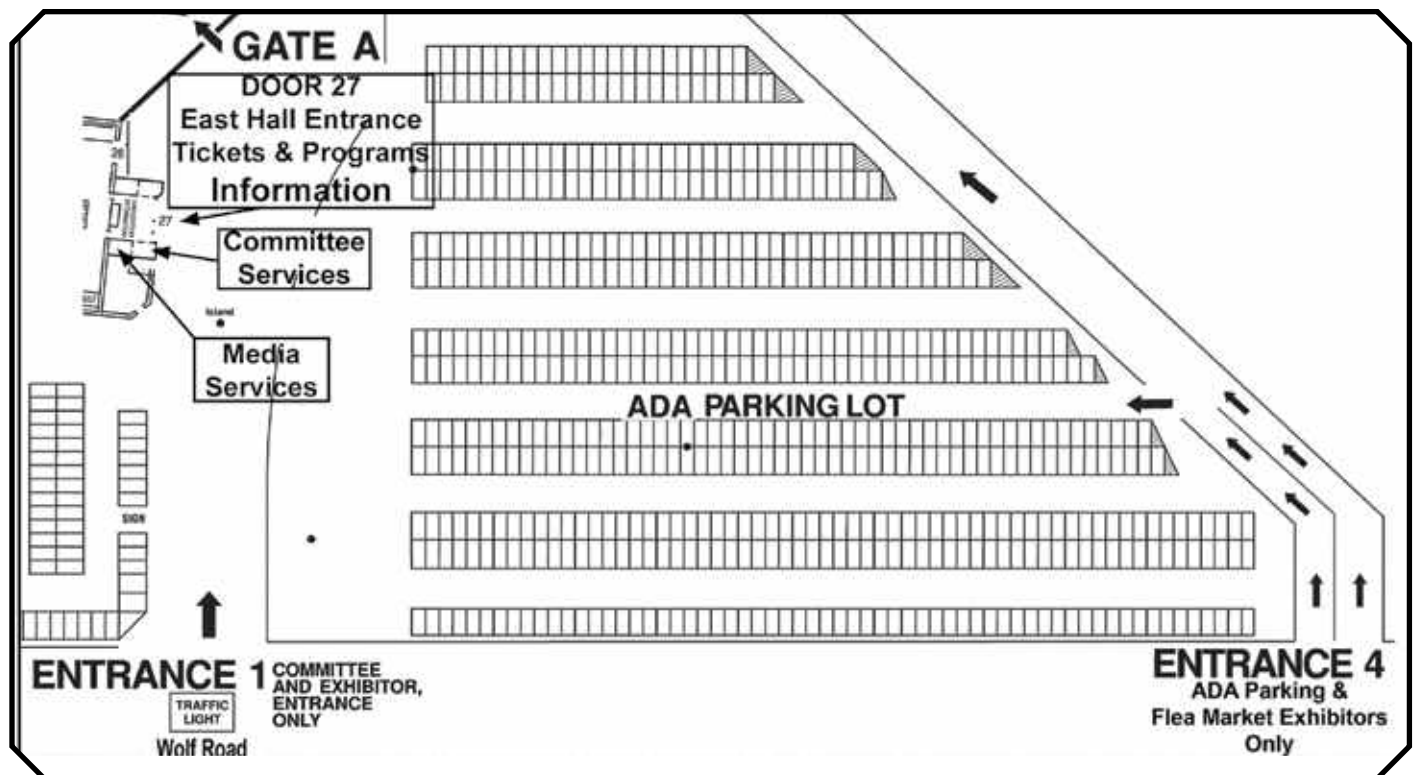 GATE A
DOOR 27
East Hall Entrance
Tickets & Programs
Information
26
27
Committee
Services
Island
Media
Services
ADA PARKING LOT
SIGN
ENTRANCE 1
COMMITTEE
AND EXHIBITOR,
ENTRANCE
ONLY
TRAFFIC
LIGHT
Wolf Road
ENTRANCE 4
ADA Parking &
Flea Market Exhibitors
Only